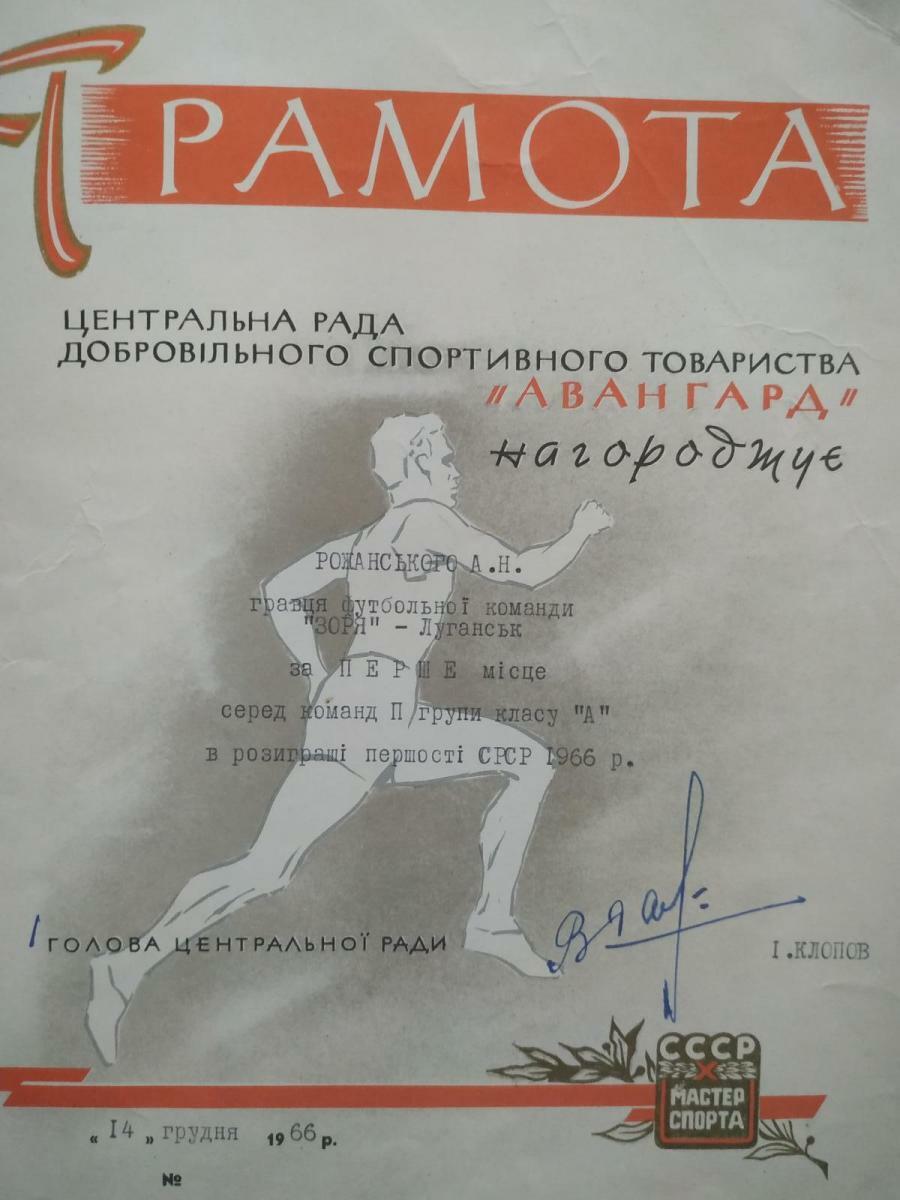 ГРАМОТА
ЦЕНТРАЛЬНА РАДА
ДОБРОВІЛЬНОГО СПОРТИВНОГО ТОВАРИСТВА
"АВАНГАРД"
нагороджує
РОЖАНСЬКОГО А.Н.
гравця футбольної команди
"ЗОРЯ" - Луганськ
за ПЕРШЕ місце
серед команд П групи класу "А"
в розиграші першості СРСР 1966 р.
ГОЛОВА ЦЕНТРАЛЬНОЇ РАДИ
І.КЛОПОВ
СССР
МАСТЕР
СПОРТА
„ 14 " грудня 1966 р.
№